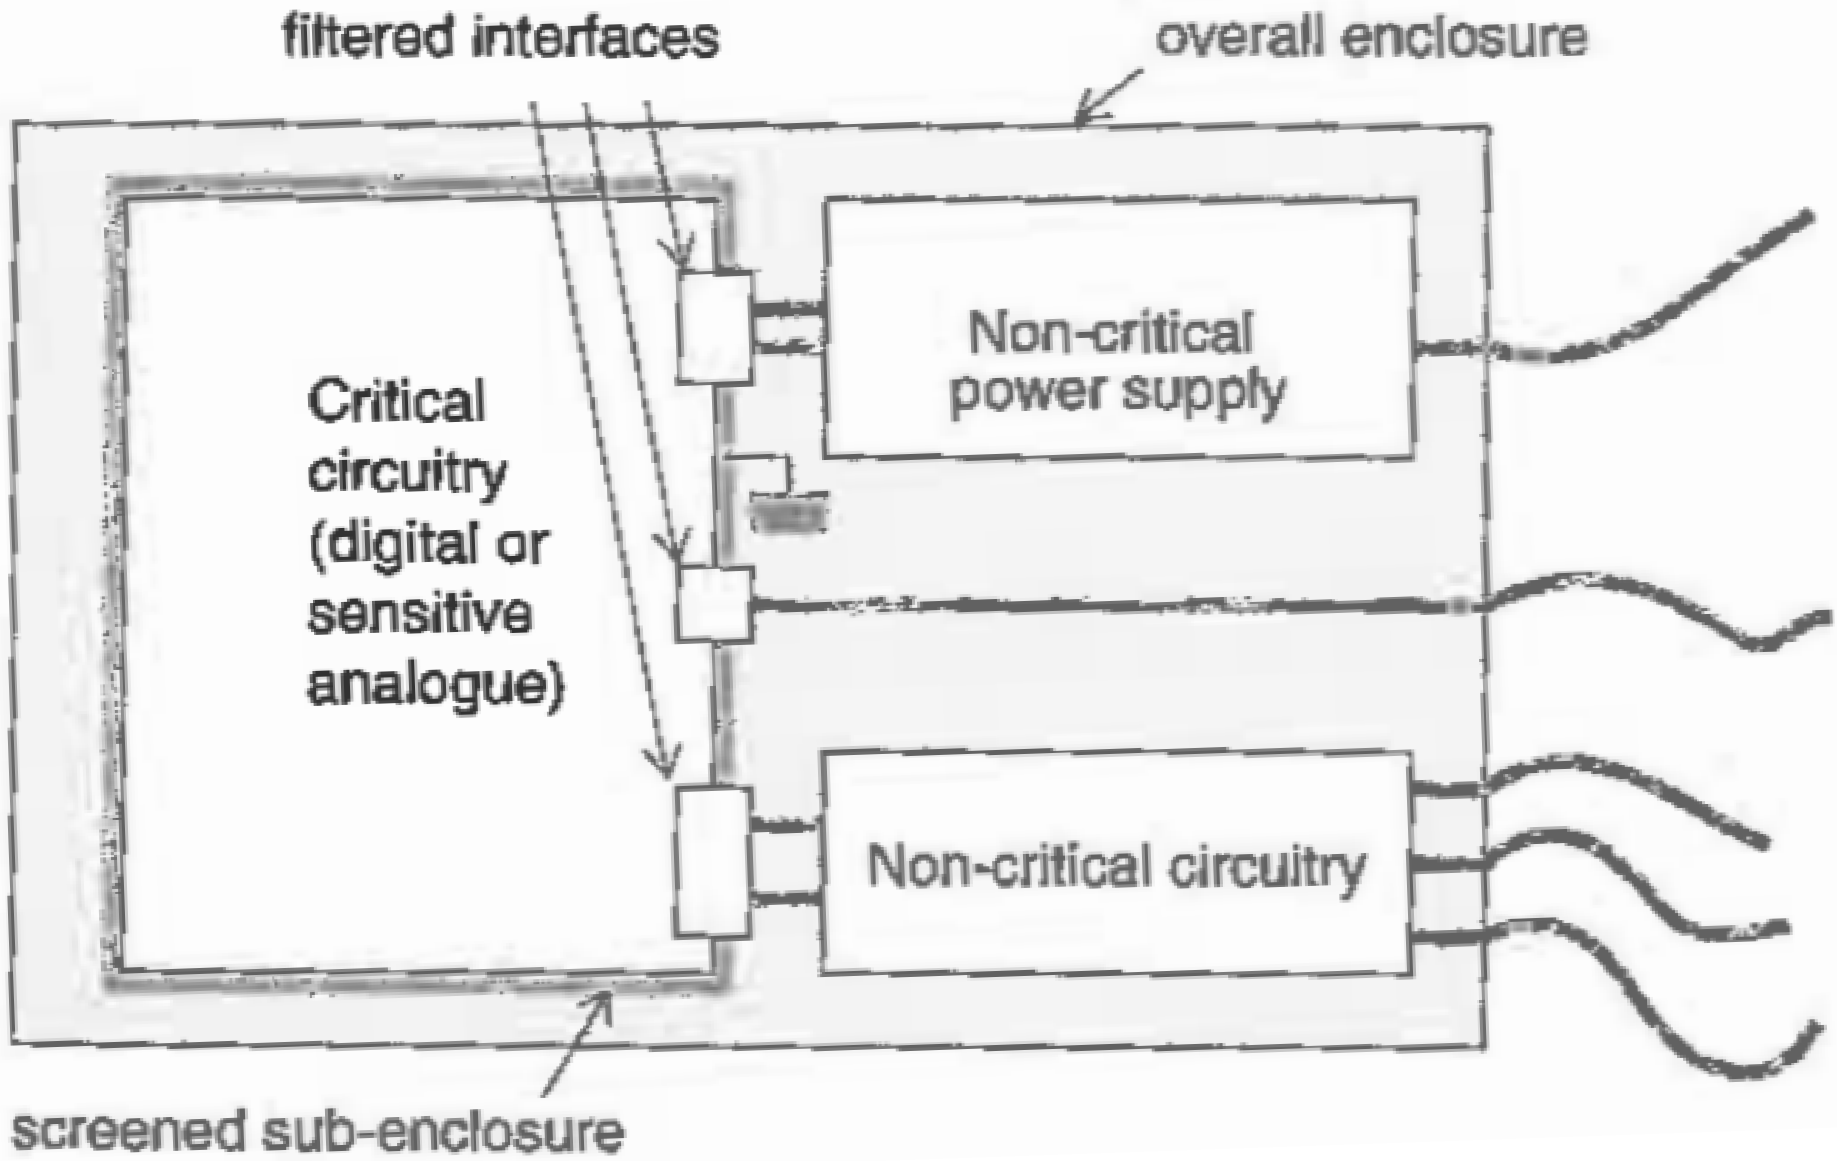 filtered interfaces
overall enclosure
Critical
circuitry
(digital or
sensitive
analogue)
Non-critical
power supply
Non-critical circuitry
screened sub-enclosure